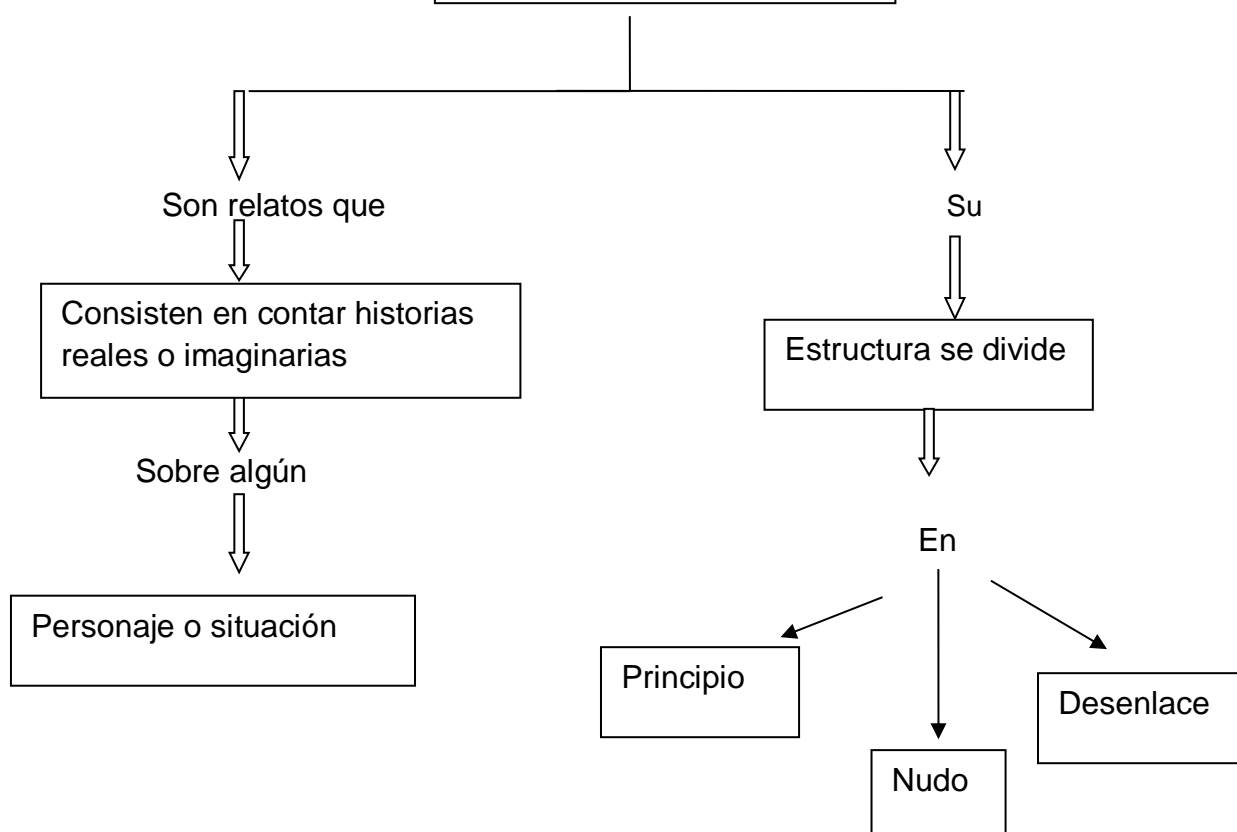 Son relatos que
Consisten en contar historias
reales o imaginarias
Sobre algún
Personaje o situación
Su
Estructura se divide
En
Principio
Nudo
Desenlace